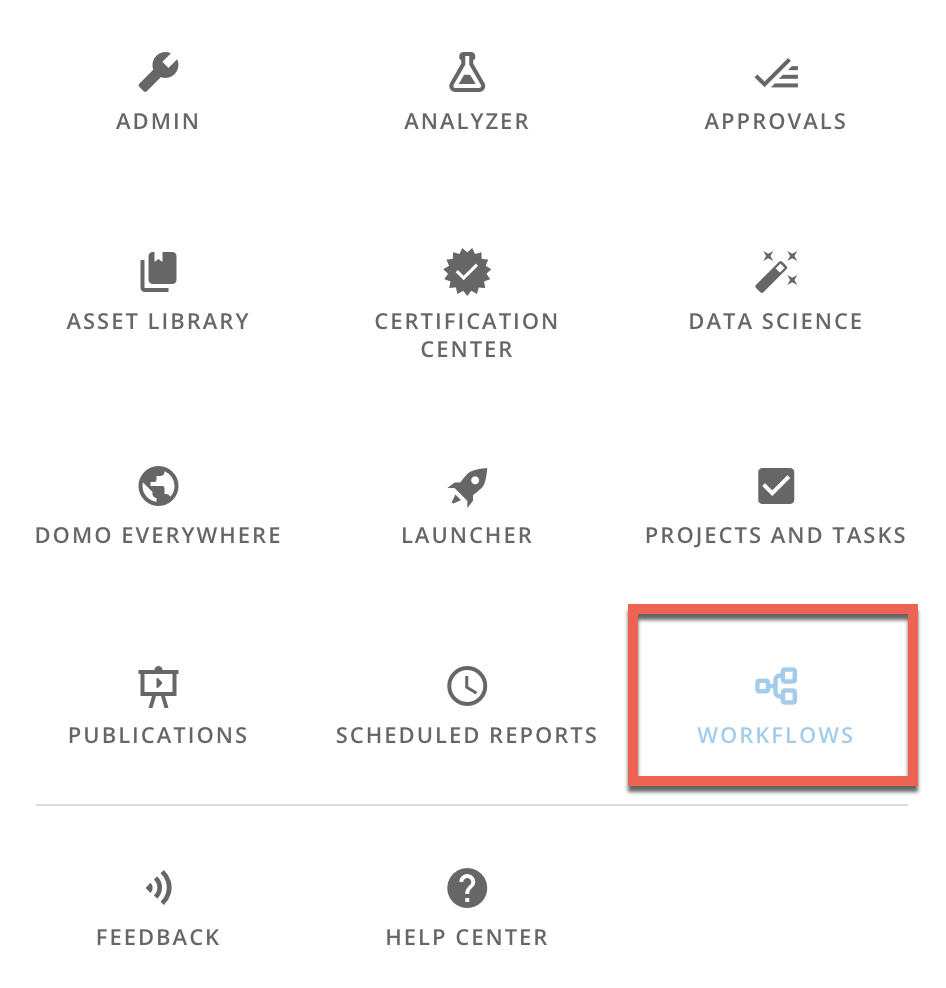 ADMIN
ANALYZER
APPROVALS
ASSET LIBRARY
CERTIFICATION
CENTER
DATA SCIENCE
DOMO EVERYWHERE
LAUNCHER
PROJECTS AND TASKS
PUBLICATIONS
SCHEDULED REPORTS
WORKFLOWS
FEEDBACK
HELP CENTER